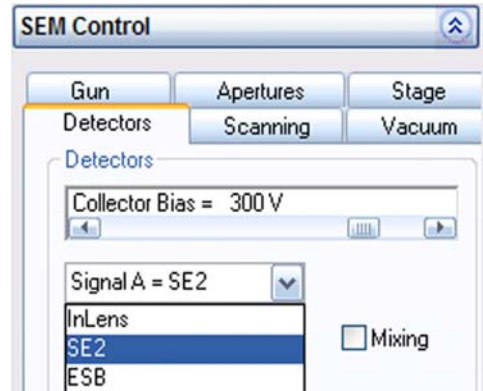 SEM Control
Gun Apertures Stage
Detectors Scanning Vacuum
Detectors
Collector Bias = 300 V
Signal A = SE2
InLens
SE2
Mixing
ESB